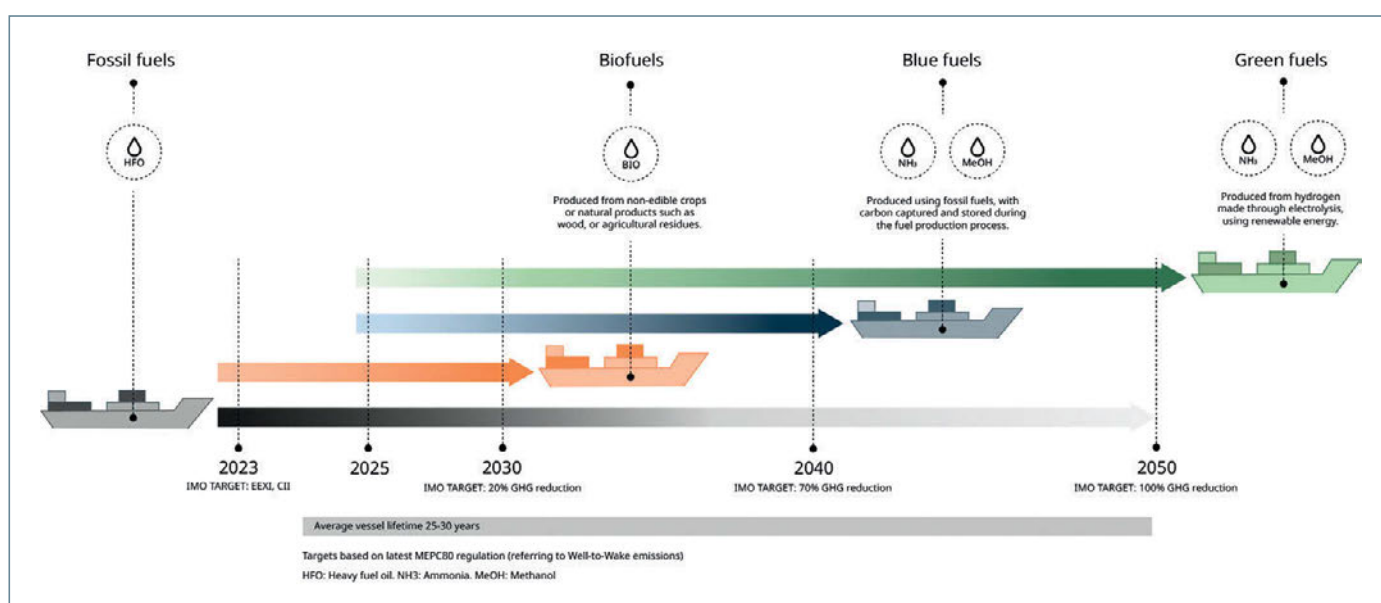 Fossil fuels
Biofuels
Blue fuels
Green fuels
HFO
BIO
NH₃
MeOH
NH₃
MeOH
Produced from non-edible crops
or natural products such as
wood, or agricultural residues.
Produced using fossil fuels, with
carbon captured and stored during
the fuel production process.
Produced from hydrogen
made through electrolysis,
using renewable energy.
2023
IMO TARGET: EEXI, CII
2025
2030
IMO TARGET: 20% GHG reduction
2040
IMO TARGET: 70% GHG reduction
2050
IMO TARGET: 100% GHG reduction
Average vessel lifetime 25-30 years
Targets based on latest MEPC80 regulation (referring to Well-to-Wake emissions)
HFO: Heavy fuel oil. NH3: Ammonia. MeOH: Methanol